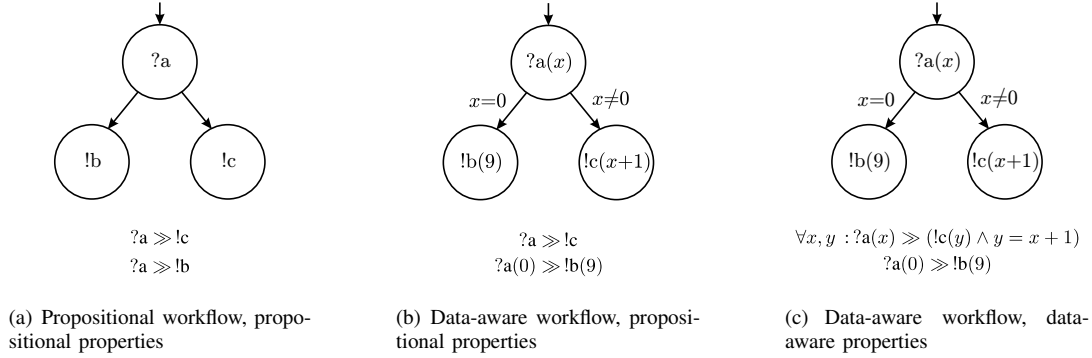 ?a
!b
!c
?a ≫ !c
?a ≫ !b
(a) Propositional workflow, propo-
sitional properties
?a(x)
x=0
x≠0
!b(9)
!c(x+1)
?a ≫ !c
?a(0) ≫ !b(9)
(b) Data-aware workflow, proposi-
tional properties
?a(x)
x=0
x≠0
!b(9)
!c(x+1)
∀x, y : ?a(x) ≫ (!c(y) ∧ y = x + 1)
?a(0) ≫ !b(9)
(c) Data-aware workflow, data-
aware properties